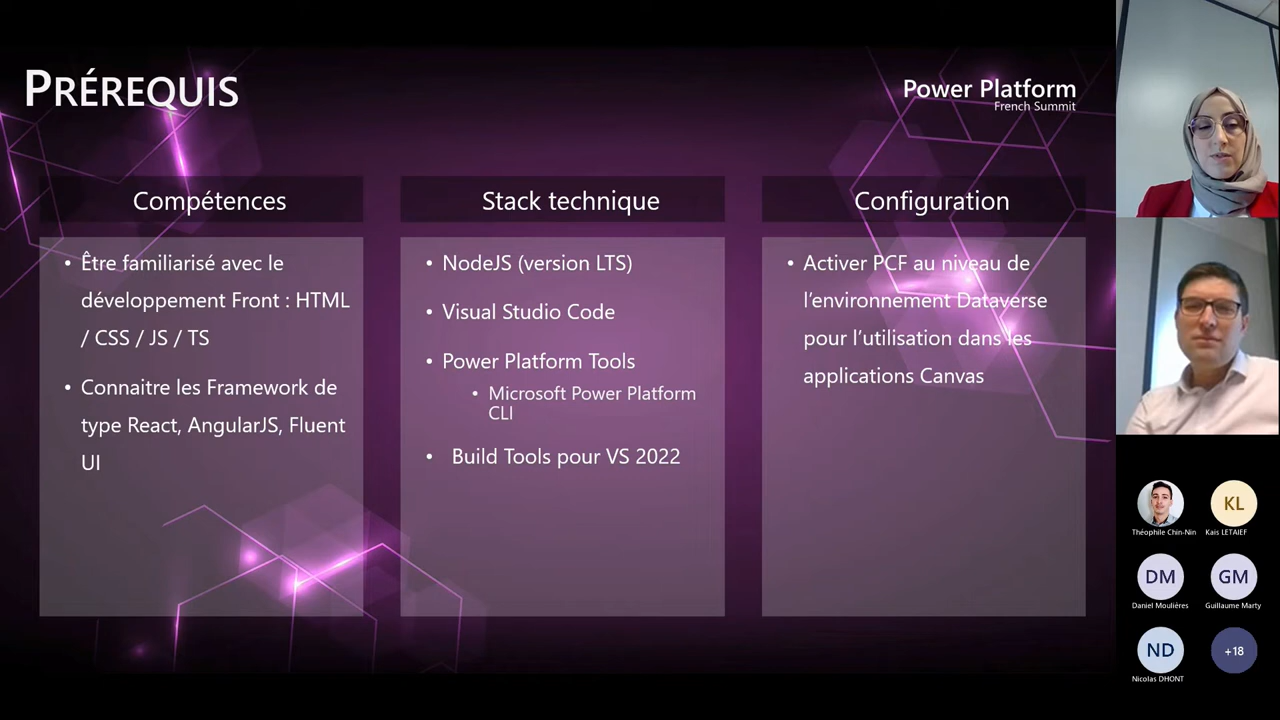 PRÉREQUIS
Power Platform
French Summit
Compétences
• Être familiarisé avec le
développement Front : HTML
/ CSS / JS / TS
• Connaitre les Framework de
type React, AngularJS, Fluent
UI
Stack technique
• NodeJS (version LTS)
• Visual Studio Code
• Power Platform Tools
• Microsoft Power Platform
CLI
• Build Tools pour VS 2022
Configuration
• Activer PCF au niveau de
l’environnement Dataverse
pour l’utilisation dans les
applications Canvas
Théophile Chin-Nin
KL
Kais LETAIEF
DM
Daniel Moulières
GM
Guillaume Marty
ND
Nicolas DHONT
+18